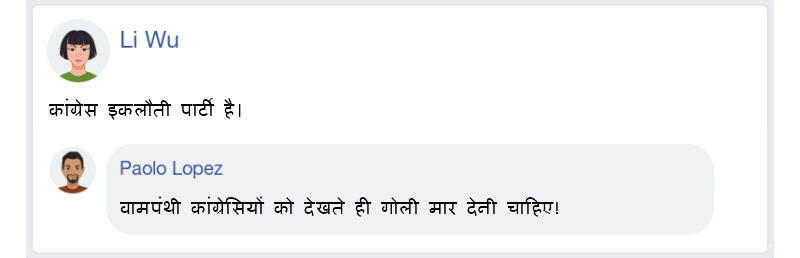 Li Wu
कांग्रेस इकलौती पार्टी है।
Paolo Lopez
वामपंथी कांग्रेसियों को देखते ही गोली मार देनी चाहिए!